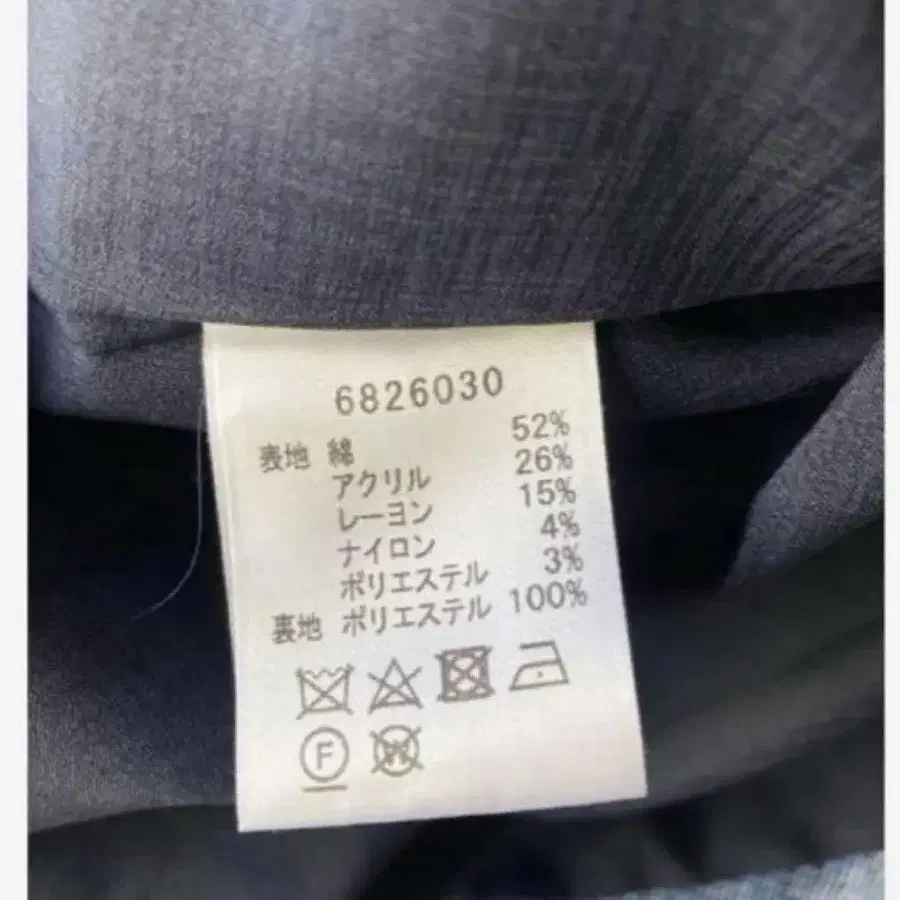 6826030
表地 綿 52%
アクリル 26%
レーヨン 15%
ナイロン 4%
ポリエステル 3%
裏地 ポリエステル 100%
F W